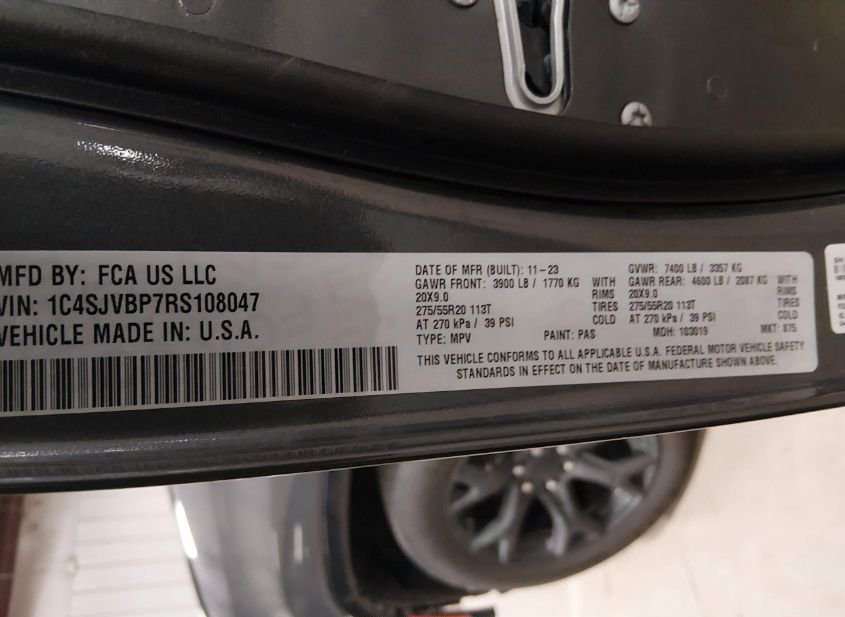 MFD BY: FCA US LLC
VIN: 1C4SJVBP7RS108047
VEHICLE MADE IN: U.S.A.
DATE OF MFR (BUILT): 11-23 GVWR: 7400 LB / 3357 KG
GAWR FRONT: 3900 LB / 1770 KG WITH GAWR REAR: 4600 LB / 2087 KG WITH
20X9.0 RIMS 20X9.0 RIMS
275/55R20 113T TIRES 275/55R20 113T TIRES
AT 270 kPa / 39 PSI COLD AT 270 kPa / 39 PSI COLD
TYPE: MPV PAINT: PAS MDH: 103019 MKT: 875
THIS VEHICLE CONFORMS TO ALL APPLICABLE U.S.A. FEDERAL MOTOR VEHICLE SAFETY
STANDARDS IN EFFECT ON THE DATE OF MANUFACTURE SHOWN ABOVE.